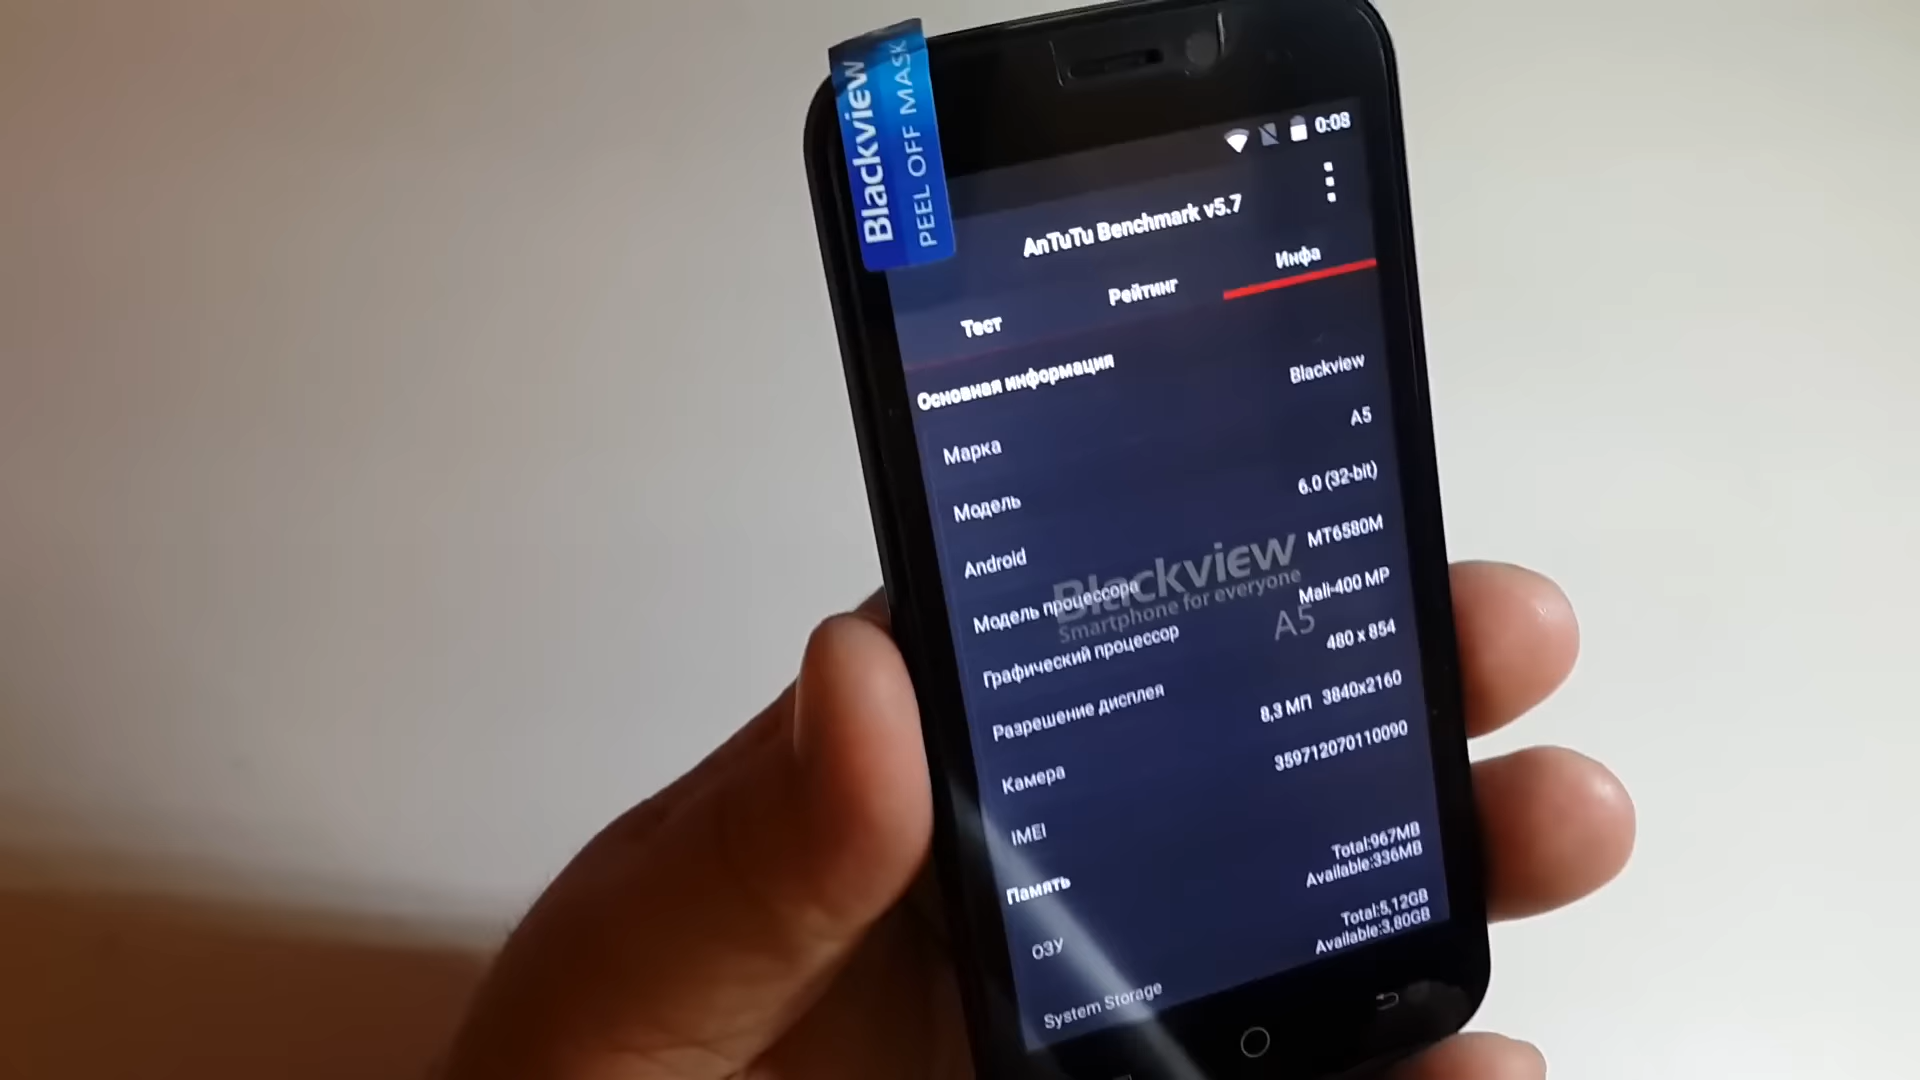 Blackview
PEEL OFF MASK
0:08
AnTuTu Benchmark v5.7
Тест
Рейтинг
Инфа
Основная информация
Марка Blackview
Модель A5
Android 6.0 (32-bit)
Модель процессора MT6580M
Графический процессор Mali-400 MP
Разрешение дисплея 480 x 854
Камера 8,3 МП 3840x2160
IMEI 359712070110090
Память
ОЗУ Total:967MB
Available:336MB
System Storage Total:5,12GB
Available:3,80GB
Blackview
Smartphone for everyone
A5